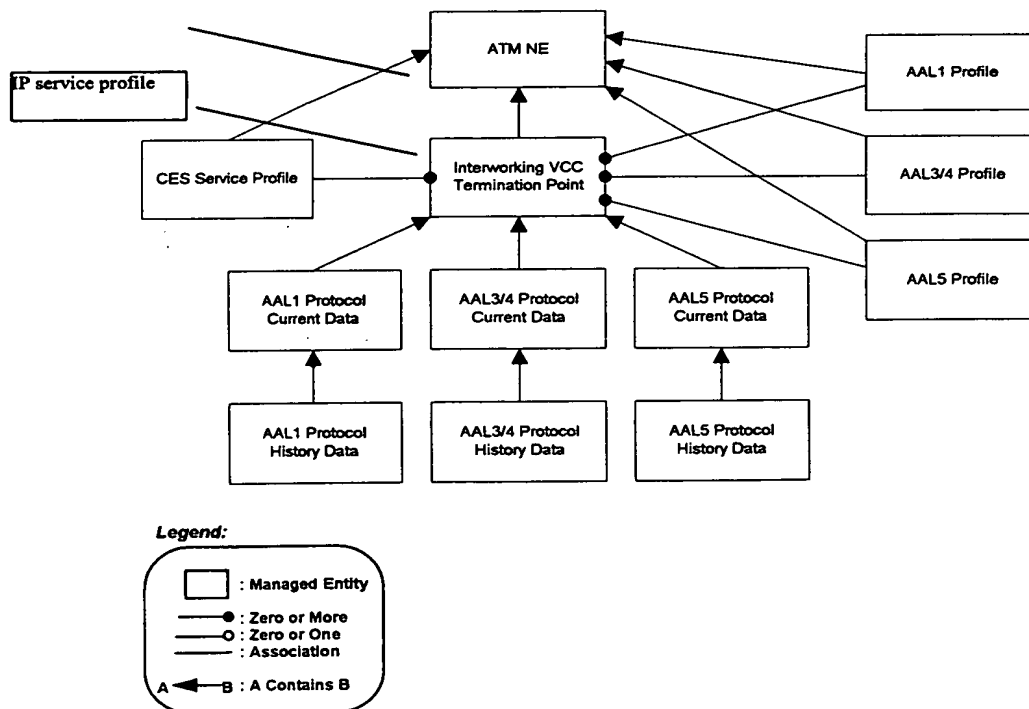 ATM NE
AAL1 Profile
IP service profile
CES Service Profile
Interworking VCC
Termination Point
AAL3/4 Profile
AAL5 Profile
AAL1 Protocol
Current Data
AAL3/4 Protocol
Current Data
AAL5 Protocol
Current Data
AAL1 Protocol
History Data
AAL3/4 Protocol
History Data
AAL5 Protocol
History Data
Legend:
: Managed Entity
: Zero or More
: Zero or One
: Association
A B : A Contains B